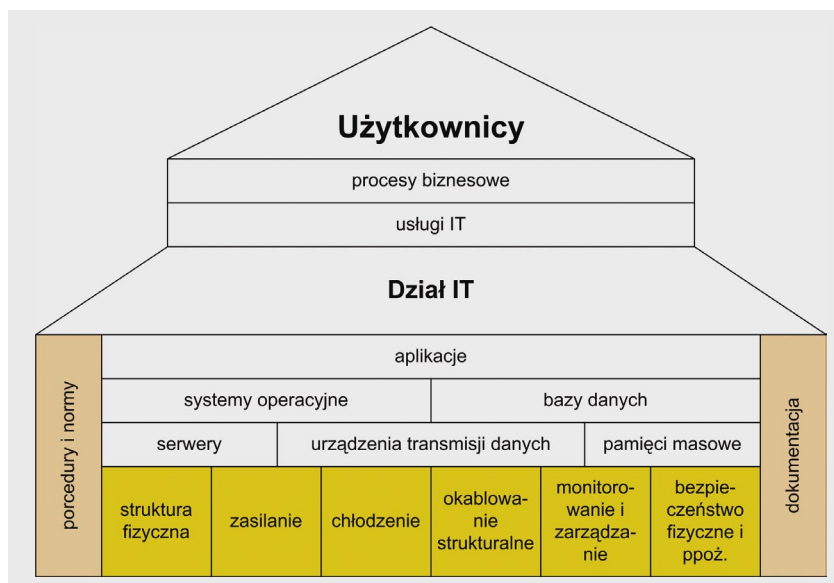 Użytkownicy
procesy biznesowe
usługi IT
Dział IT
porcedury i normy
aplikacje
systemy operacyjne
bazy danych
serwery
urządzenia transmisji danych
pamięci masowe
struktura
fizyczna
zasilanie
chłodzenie
okablowa-
nie
strukturalne
monitoro-
wanie i
zarządza-
nie
bezpie-
czeństwo
fizyczne i
ppoż.
dokumentacja